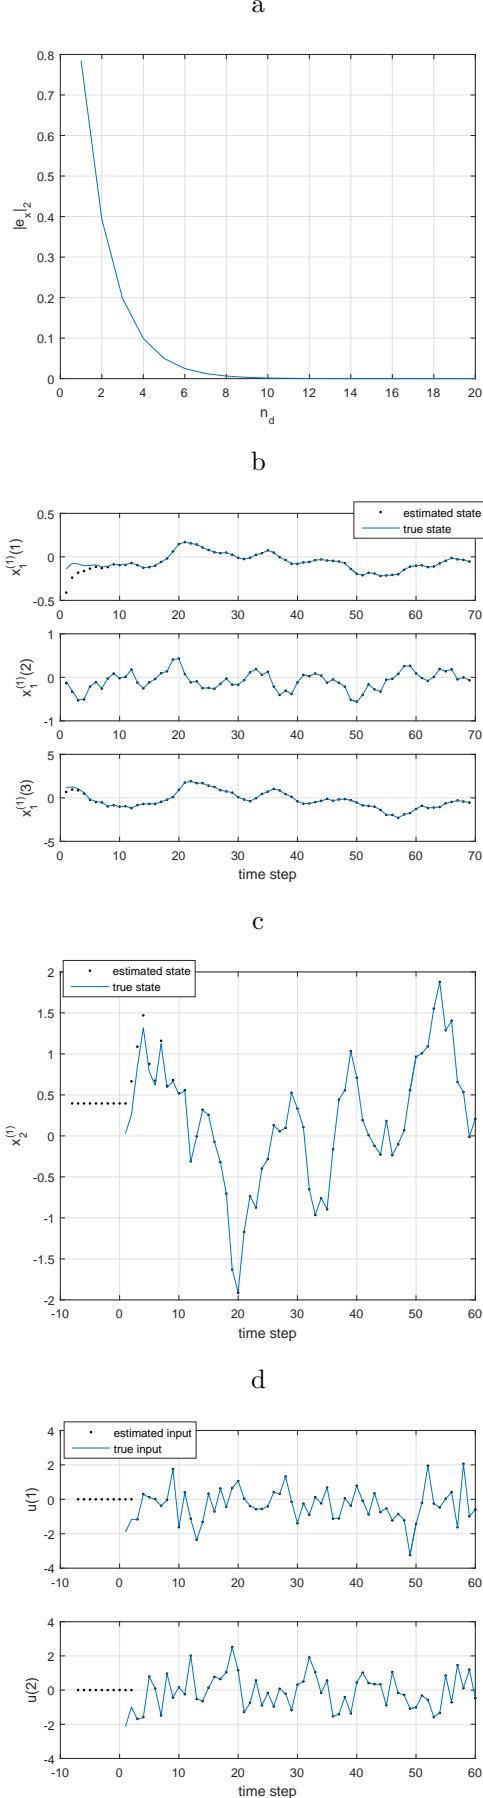 a
0.8
0.7
0.6
0.5
0.4
0.3
0.2
0.1
0
|e_x|_2
0 2 4 6 8 10 12 14 16 18 20
n_d
b
0.5
0
-0.5
x_1^(1)(1)
estimated state
true state
0 10 20 30 40 50 60 70
1
0
-1
x_1^(1)(2)
0 10 20 30 40 50 60 70
5
0
-5
x_1^(1)(3)
0 10 20 30 40 50 60 70
time step
c
2
1.5
1
0.5
0
-0.5
-1
-1.5
-2
x_2^(1)
estimated state
true state
-10 0 10 20 30 40 50 60
time step
d
4
2
0
-2
-4
u(1)
estimated input
true input
-10 0 10 20 30 40 50 60
4
2
0
-2
-4
u(2)
-10 0 10 20 30 40 50 60
time step